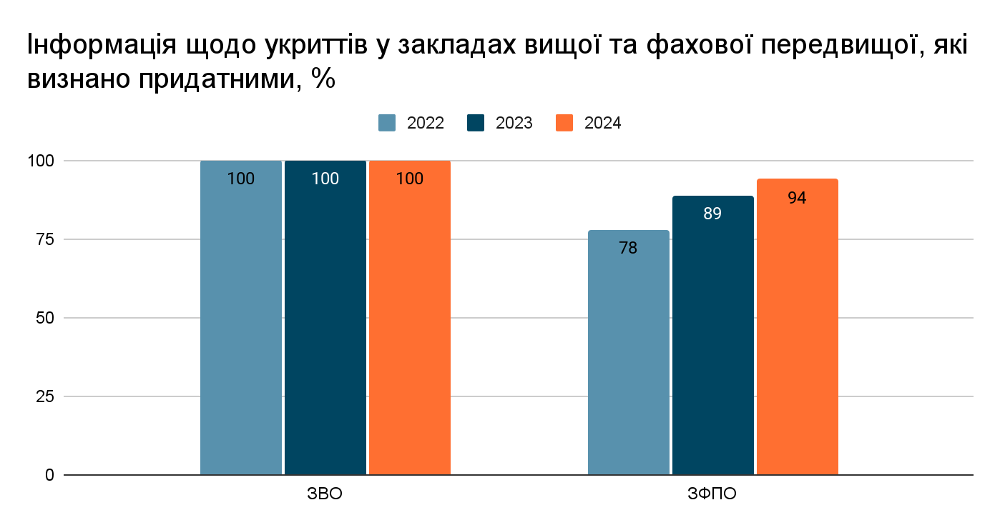 Інформація щодо укриттів у закладах вищої та фахової передвищої, які
визнано придатними, %
2022 2023 2024
100
75
50
25
0
100 100 100
78 89 94
ЗВО ЗФПО